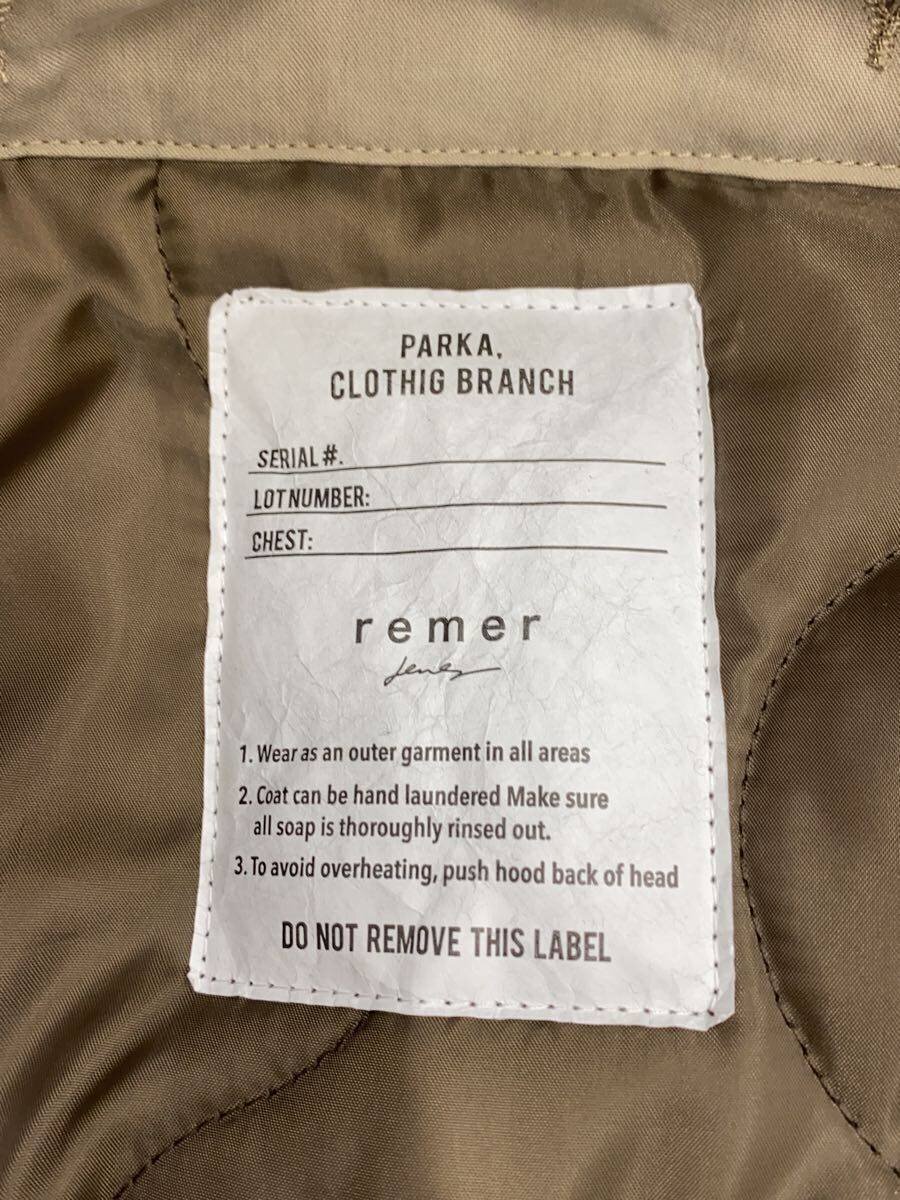 PARKA,
CLOTHIG BRANCH
SERIAL #.
LOT NUMBER:
CHEST:
remer
1. Wear as an outer garment in all areas
2. Coat can be hand laundered Make sure
all soap is thoroughly rinsed out.
3. To avoid overheating, push hood back of head
DO NOT REMOVE THIS LABEL